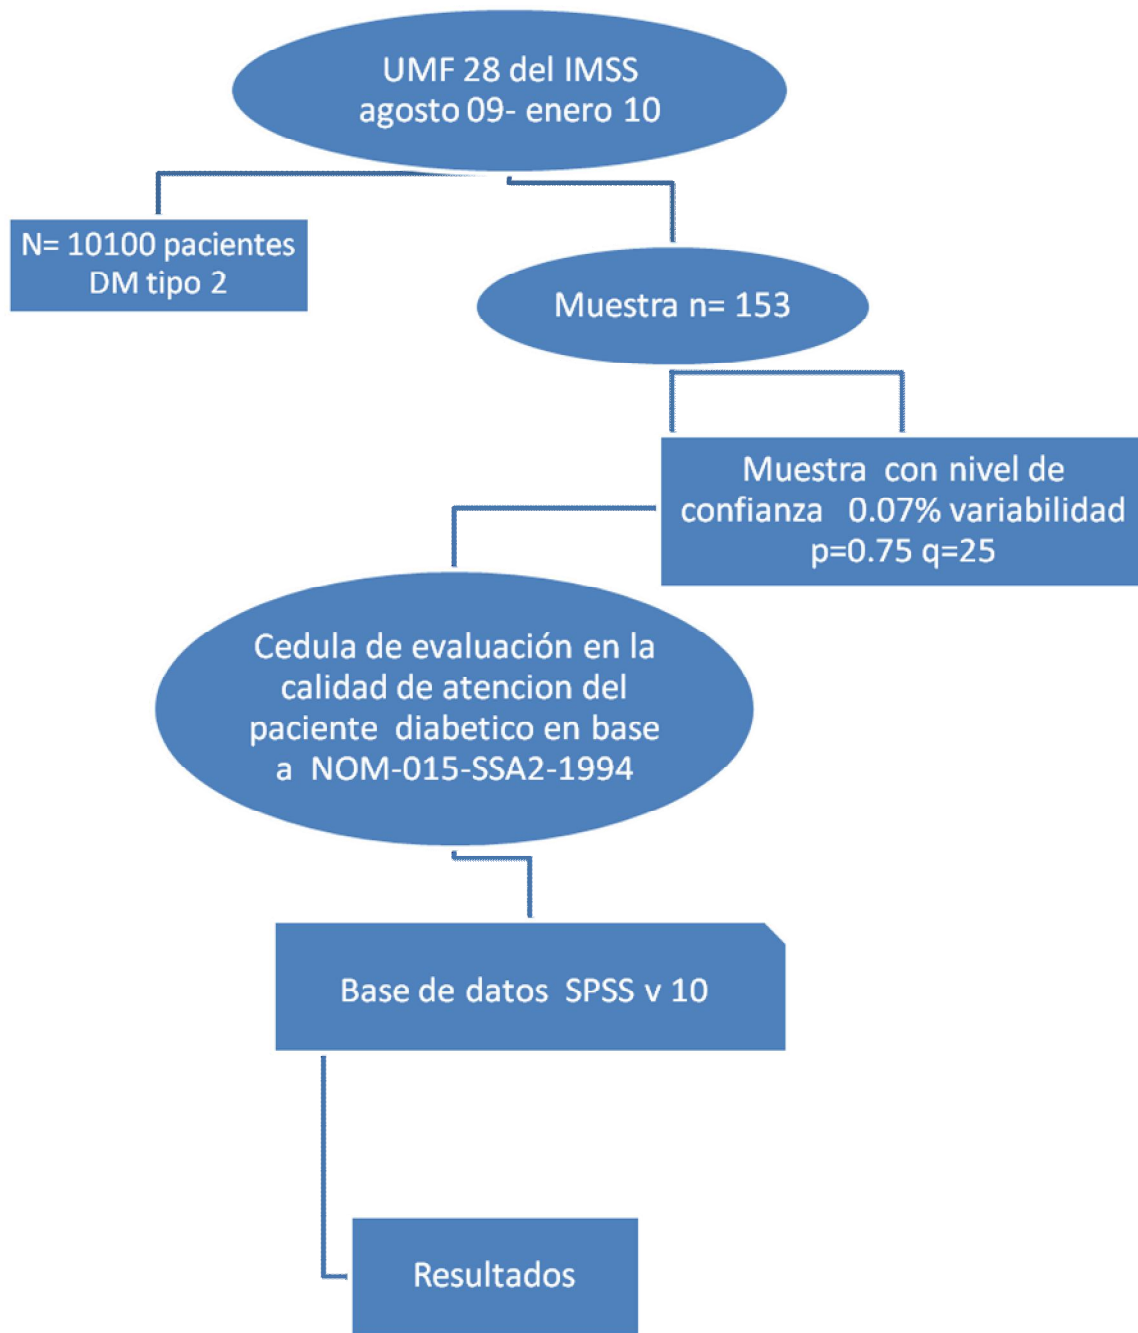 UMF 28 del IMSS
agosto 09- enero 10
N= 10100 pacientes
DM tipo 2
Muestra n= 153
Muestra con nivel de
confianza 0.07% variabilidad
p=0.75 q=25
Cedula de evaluación en la
calidad de atencion del
paciente diabetico en base
a NOM-015-SSA2-1994
Base de datos SPSS v 10
Resultados